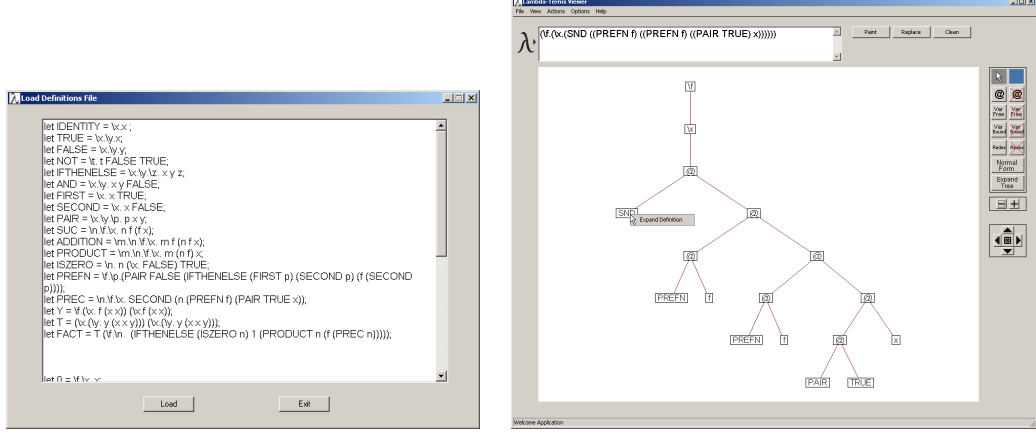 Load Definitions File
let IDENTITY = \x.x ;
let TRUE = \x.\y.x;
let FALSE = \x.\y.y;
let NOT = \t. t FALSE TRUE;
let IFTHENELSE = \x.\y.\z. x y z;
let AND = \x.\y. x y FALSE;
let FIRST = \x. x TRUE;
let SECOND = \x. x FALSE;
let PAIR = \x.\y.\p. p x y;
let SUC = \n.\f.\x. n f (f x);
let ADDITION = \m.\n.\f.\x. m f (n f x);
let PRODUCT = \m.\n.\f.\x. m (n f) x;
let ISZERO = \n. n (\x. FALSE) TRUE;
let PREFN = \f.\p.(PAIR FALSE (IFTHENELSE (FIRST p) (SECOND p) (f (SECOND
p))));
let PREC = \n.\f.\x. SECOND (n (PREFN f) (PAIR TRUE x));
let Y = \f.(\x. f (x x)) (\x.f (x x));
let T = (\x.(\y. y (x x y))) (\x.(\y. y (x x y)));
let FACT = T (\f.\n. (IFTHENELSE (ISZERO n) 1 (PRODUCT n (f (PREC n)))));
let 0 = \f.\x. x;
Load Exit
Lambda-Terms Viewer
File View Actions Options Help
λ
(\f.(\x.(SND ((PREFN f) ((PREFN f) ((PAIR TRUE) x))))))
Paint Replace Clean
\f
\x
@
SND @
Expand Definition
@ @
PREFN f @ @
PREFN f @ x
PAIR TRUE
@ @
Var Free Var Free
Var Bound Var Bound
Redex Redex
Normal
Form
Expand
Tree
Welcome Application